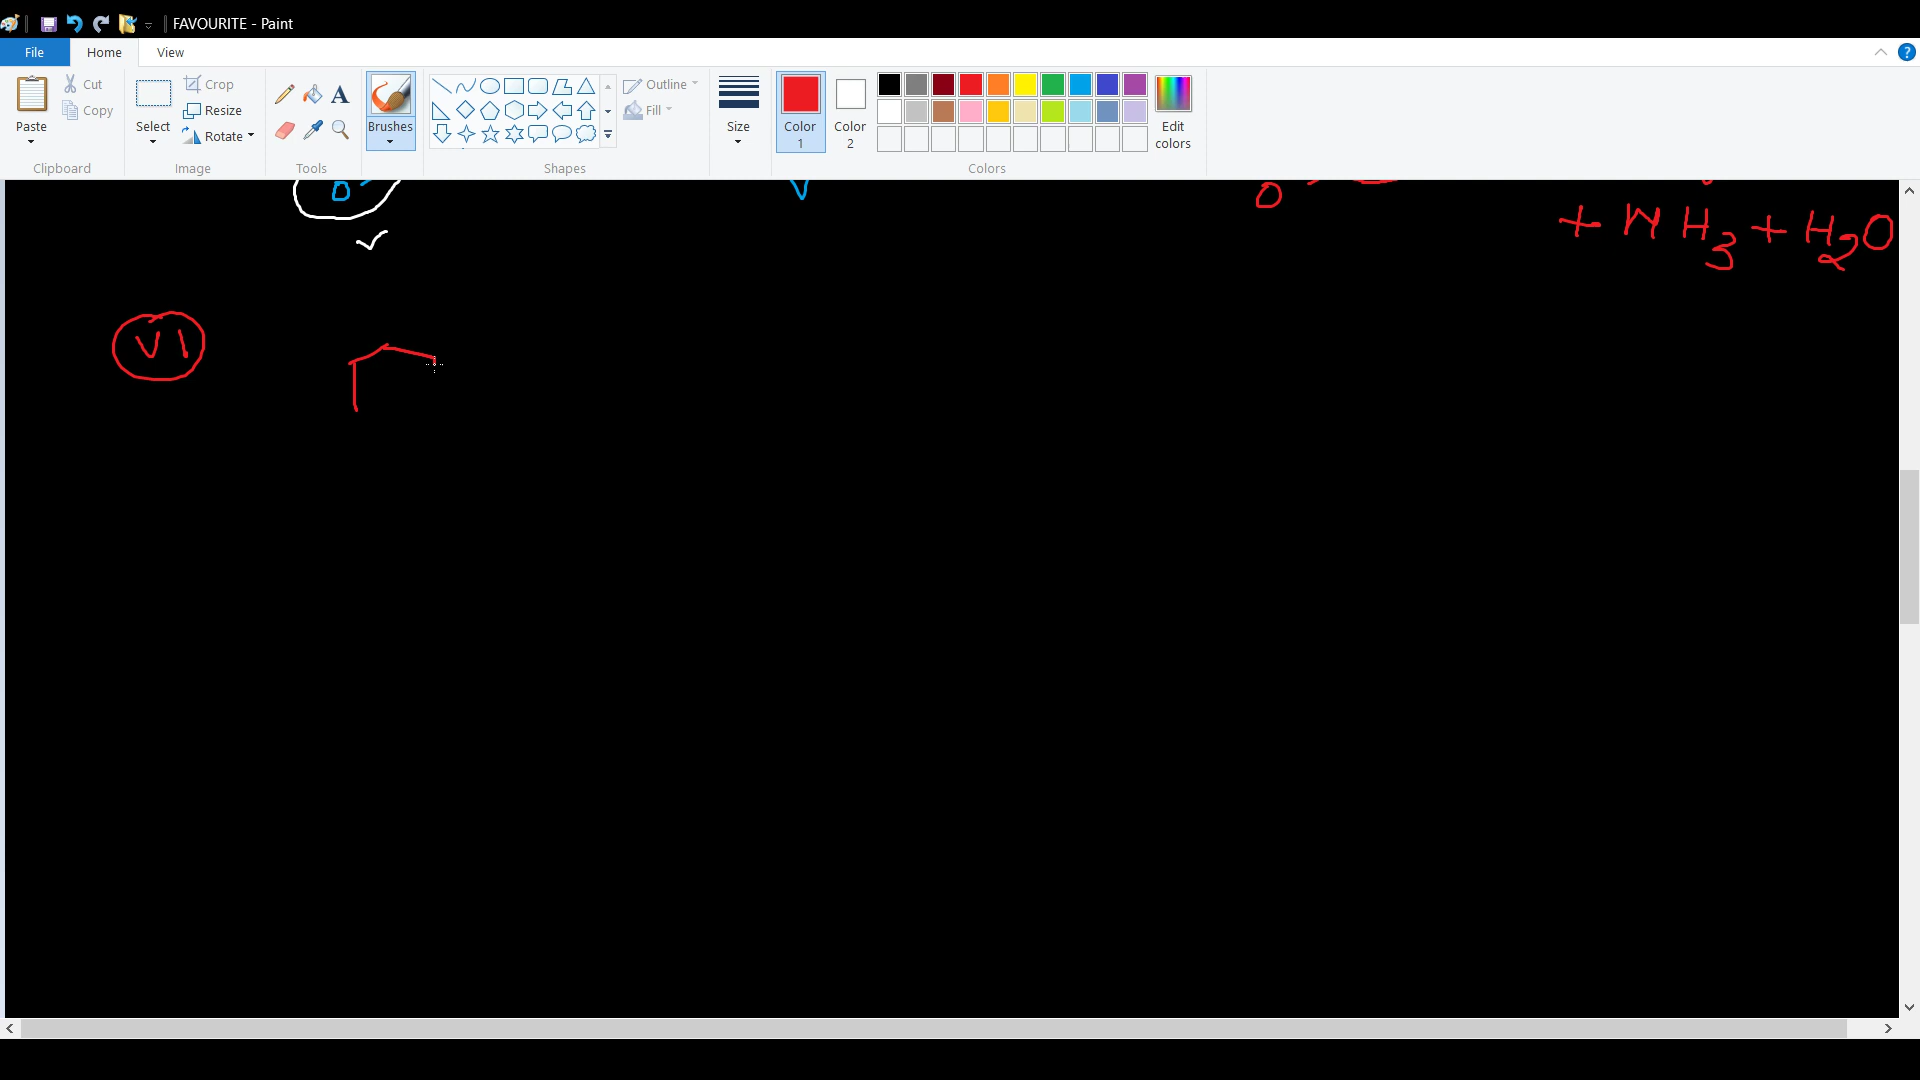 FAVOURITE - Paint
File Home View
Paste
Cut
Copy
Clipboard
Select
Crop
Resize
Rotate
Image
A
Tools
Brushes
Outline
Fill
Shapes
Size
Color 1
Color 2
Edit colors
Colors
?
O
+ NH3 + H2O
VI